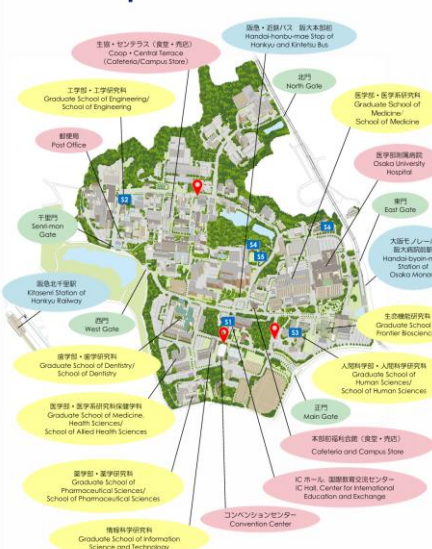 阪急・近鉄バス 阪大本部前
Handai-honbu-mae Stop of
Hankyu and Kintetsu Bus
生協・センテラス（食堂・売店）
Coop・Central Terrace
(Cafeteria/Campus Store)
北門
North Gate
工学部・工学研究科
Graduate School of Engineering/
School of Engineering
医学部・医学系研究科
Graduate School of
Medicine/
School of Medicine
郵便局
Post Office
医学部附属病院
Osaka University
Hospital
東門
East Gate
S2
千里門
Senri-mon
Gate
S6
S4
S5
大阪モノレール
阪大病院前駅
Handai-byoin-m
Station of
Osaka Monor
阪急北千里駅
Kitasenri Station of
Hankyu Railway
西門
West Gate
S1
S3
生命機能研究科
Graduate School
Frontier Bioscienc
歯学部・歯学研究科
Graduate School of Dentistry/
School of Dentistry
人間科学部・人間科学研究科
Graduate School of
Human Sciences/
School of Human Sciences
医学部・医学系研究科保健学科
Graduate School of Medicine,
Health Sciences/
School of Allied Health Sciences
正門
Main Gate
本部前福利会館（食堂・売店）
Cafeteria and Campus Store
薬学部・薬学研究科
Graduate School of
Pharmaceutical Sciences/
School of Pharmaceutical Sciences
IC ホール, 国際教育交流センター
IC Hall, Center for International
Education and Exchange
コンベンションセンター
Convention Center
情報科学研究科
Graduate School of Information
Science and Technology